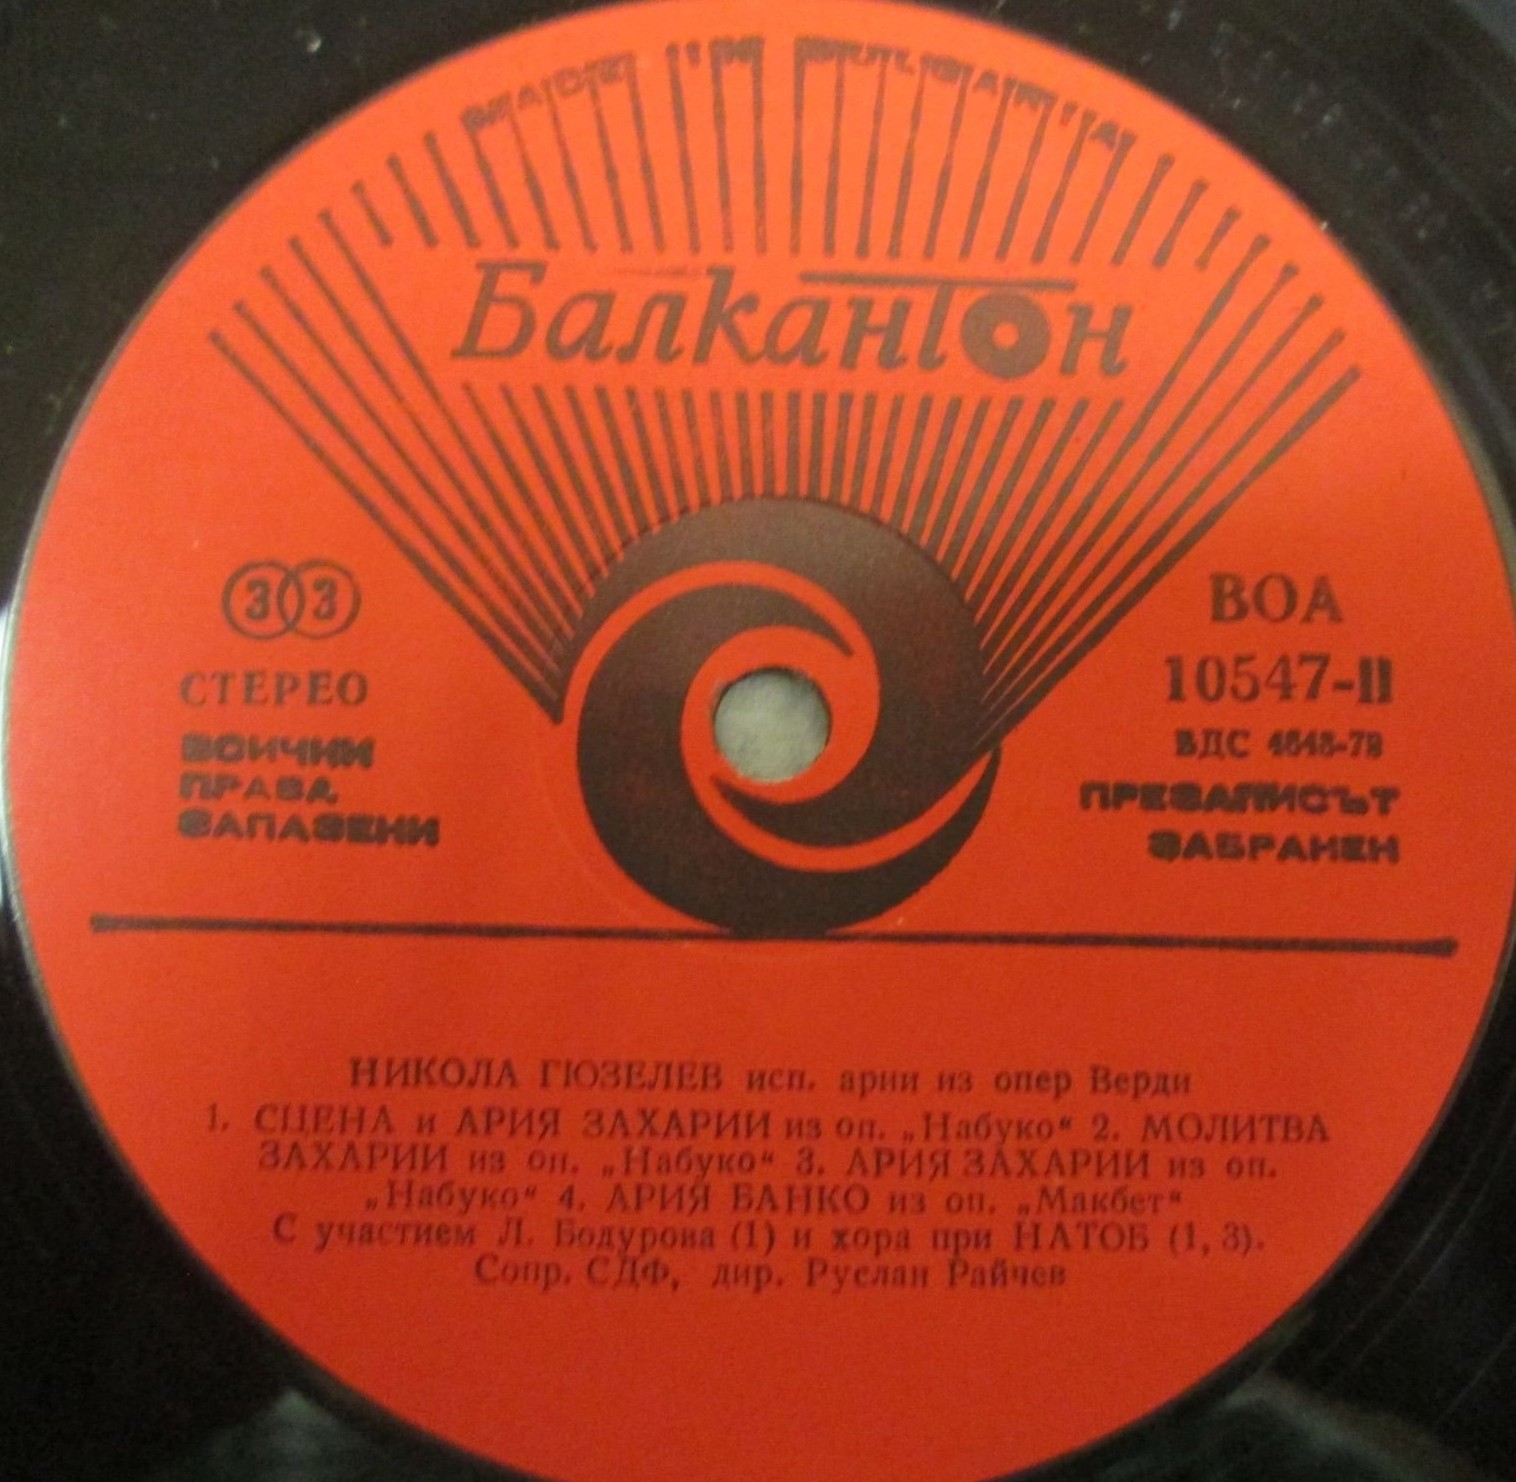 MADE IN BULGARIA
Балкантон
33
СТЕРЕО
ВСИЧКИ
ПРАВА
ЗАПАЗЕНИ
ВОА
10547-II
ВДС
ПРЕЗАПИСЪТ
ЗАБРАНЕН
НИКОЛА ГЮЗЕЛЕВ исп. арии из опер Верди
1. СЦЕНА и АРИЯ ЗАХАРИИ из оп. „Набуко“ 2. МОЛИТВА
ЗАХАРИИ из оп. „Набуко“ 3. АРИЯ ЗАХАРИИ из оп.
„Набуко“ 4. АРИЯ БАНКО из оп. „Макбет“
С участием Л. Бодурова (1) и хора при НАТОБ (1, 3).
Сопр. СДФ, дир. Руслан Райчев